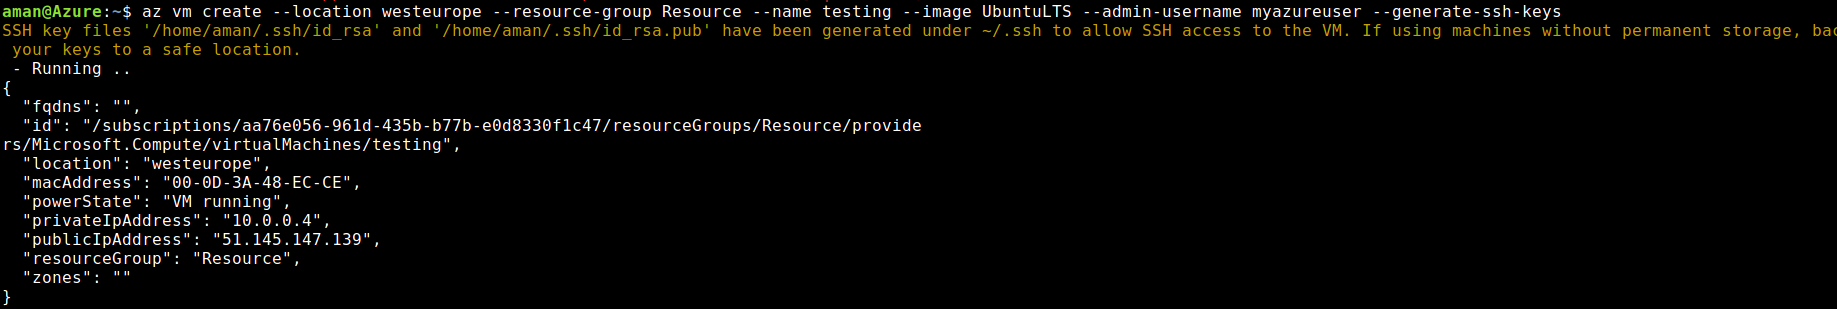 aman@Azure:~$ az vm create --location westeurope --resource-group Resource --name testing --image UbuntuLTS --admin-username myazureuser --generate-ssh-keys
SSH key files '/home/aman/.ssh/id_rsa' and '/home/aman/.ssh/id_rsa.pub' have been generated under ~/.ssh to allow SSH access to the VM. If using machines without permanent storage, bac
your keys to a safe location.
- Running ..
{
"fqdns": "",
"id": "/subscriptions/aa76e056-961d-435b-b77b-e0d8330f1c47/resourceGroups/Resource/provide
rs/Microsoft.Compute/virtualMachines/testing",
"location": "westeurope",
"macAddress": "00-0D-3A-48-EC-CE",
"powerState": "VM running",
"privateIpAddress": "10.0.0.4",
"publicIpAddress": "51.145.147.139",
"resourceGroup": "Resource",
"zones": ""
}